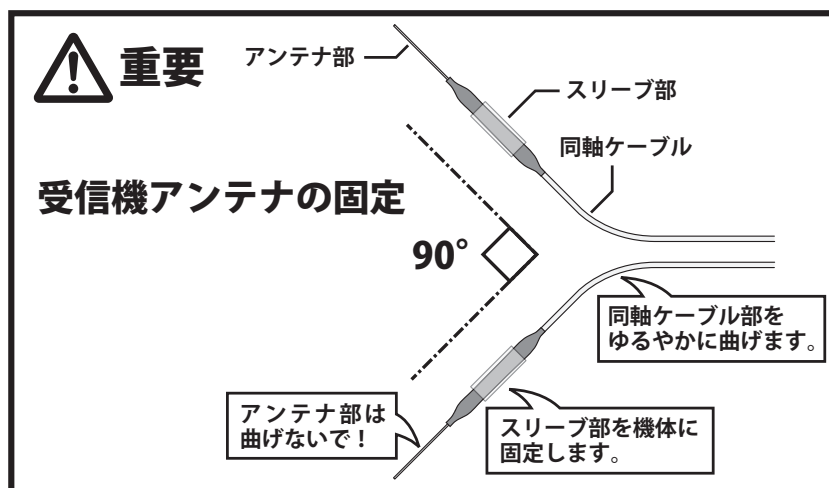 重要
アンテナ部
スリーブ部
同軸ケーブル
受信機アンテナの固定
90°
同軸ケーブル部を
ゆるやかに曲げます。
アンテナ部は
曲げないで！
スリーブ部を機体に
固定します。